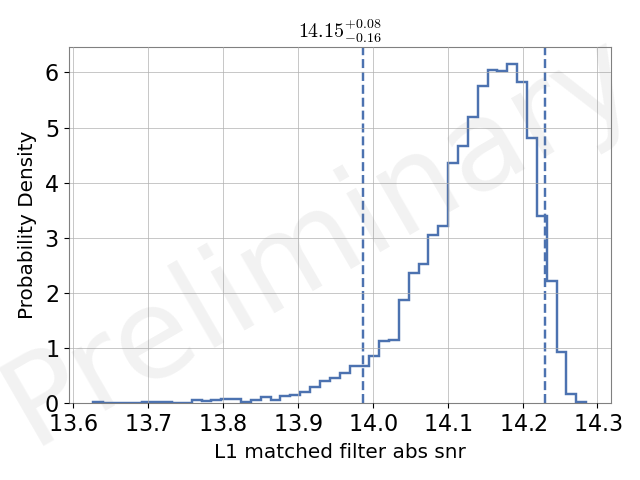 14.15+0.08−0.16
Preliminary
Probability Density
6
5
4
3
2
1
0
13.6 13.7 13.8 13.9 14.0 14.1 14.2 14.3
L1 matched filter abs snr